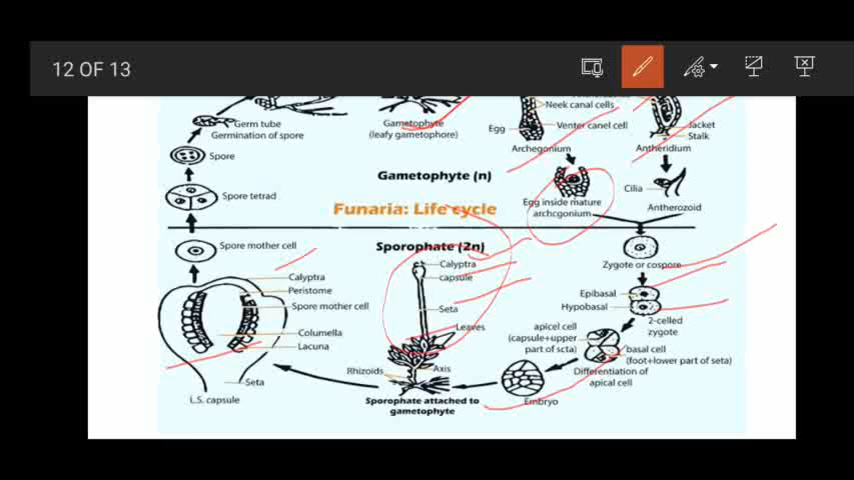 12 OF 13
Neek canal cells
Germ tube
Germination of spore
Gametophyte
(leafy gametophore)
Egg
Venter canel cell
Archegonium
Jacket
Stalk
Antheridium
Spore
Gametophyte (n)
Cilia
Antherozoid
Spore tetrad
Egg inside mature
archcgonium
Funaria: Life cycle
Spore mother cell
Sporophate (2n)
Zygote or cospore
Calyptra
capsule
Seta
Leaves
Rhizoids
Axis
Sporophate attached to
gametophyte
Calyptra
Peristome
Spore mother cell
Columella
Lacuna
Seta
L.S. capsule
Epibasal
Hypobasal
2-celled
zygote
apicel cell
(capsule+upper
part of scta)
basal cell
(foot+lower part of seta)
Differentiation of
apical cell
Embryo